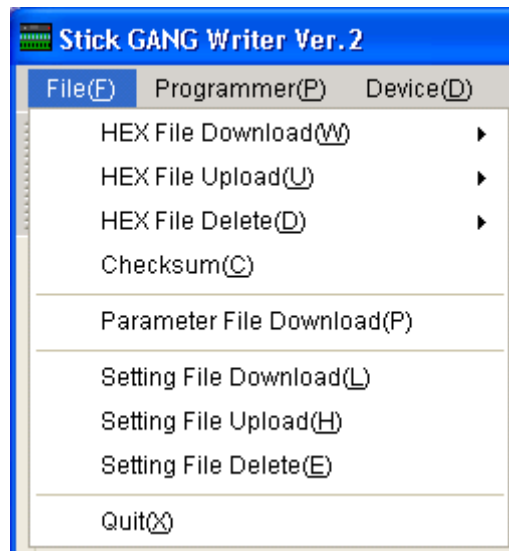 Stick GANG Writer Ver.2
File(F) Programmer(P) Device(D)
HEX File Download(W)
HEX File Upload(U)
HEX File Delete(D)
Checksum(C)
Parameter File Download(P)
Setting File Download(L)
Setting File Upload(H)
Setting File Delete(E)
Quit(X)